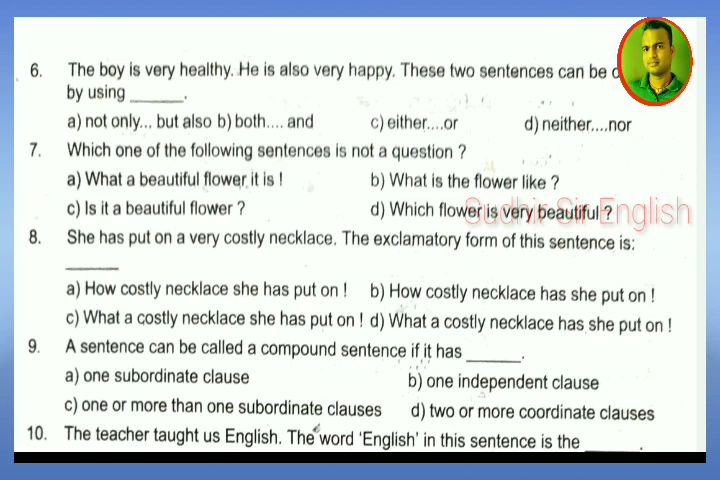 6. The boy is very healthy. He is also very happy. These two sentences can be
by using ______.
a) not only... but also b) both.... and c) either....or d) neither....nor
7. Which one of the following sentences is not a question ?
a) What a beautiful flower it is ! b) What is the flower like ?
c) Is it a beautiful flower ? d) Which flower is very beautiful ?
Sudhir Sir English
8. She has put on a very costly necklace. The exclamatory form of this sentence is:
______
a) How costly necklace she has put on ! b) How costly necklace has she put on !
c) What a costly necklace she has put on ! d) What a costly necklace has she put on !
9. A sentence can be called a compound sentence if it has ______.
a) one subordinate clause b) one independent clause
c) one or more than one subordinate clauses d) two or more coordinate clauses
10. The teacher taught us English. The word ‘English’ in this sentence is the ______.